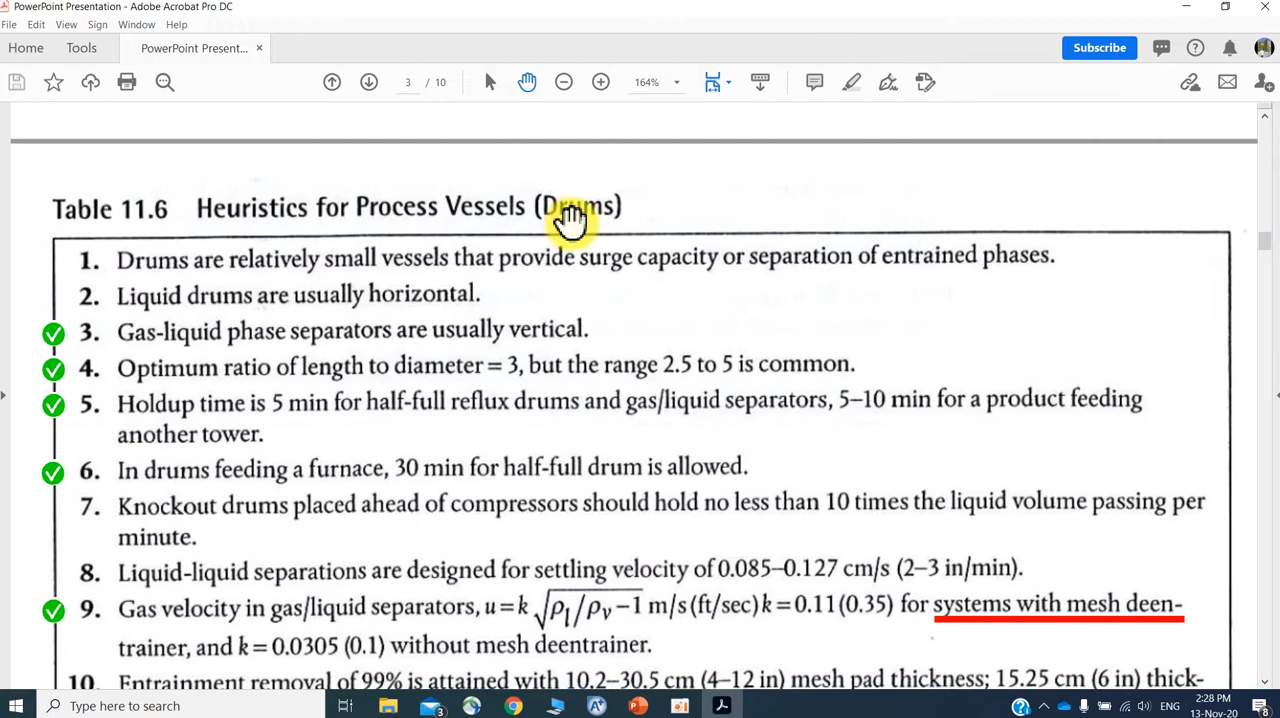 PowerPoint Presentation - Adobe Acrobat Pro DC
File Edit View Sign Window Help
Home Tools PowerPoint Present... × Subscribe
3 / 10 164%
Table 11.6 Heuristics for Process Vessels (Drums)
1. Drums are relatively small vessels that provide surge capacity or separation of entrained phases.
2. Liquid drums are usually horizontal.
3. Gas-liquid phase separators are usually vertical.
4. Optimum ratio of length to diameter = 3, but the range 2.5 to 5 is common.
5. Holdup time is 5 min for half-full reflux drums and gas/liquid separators, 5–10 min for a product feeding
another tower.
6. In drums feeding a furnace, 30 min for half-full drum is allowed.
7. Knockout drums placed ahead of compressors should hold no less than 10 times the liquid volume passing per
minute.
8. Liquid-liquid separations are designed for settling velocity of 0.085–0.127 cm/s (2–3 in/min).
9. Gas velocity in gas/liquid separators, u = k √ρl/ρv – 1 m/s (ft/sec) k = 0.11 (0.35) for systems with mesh deen-
trainer, and k = 0.0305 (0.1) without mesh deentrainer.
10. Entrainment removal of 99% is attained with 10.2–30.5 cm (4–12 in) mesh pad thickness; 15.25 cm (6 in) thick-
Type here to search 3 2:28 PM
13-Nov-20 8